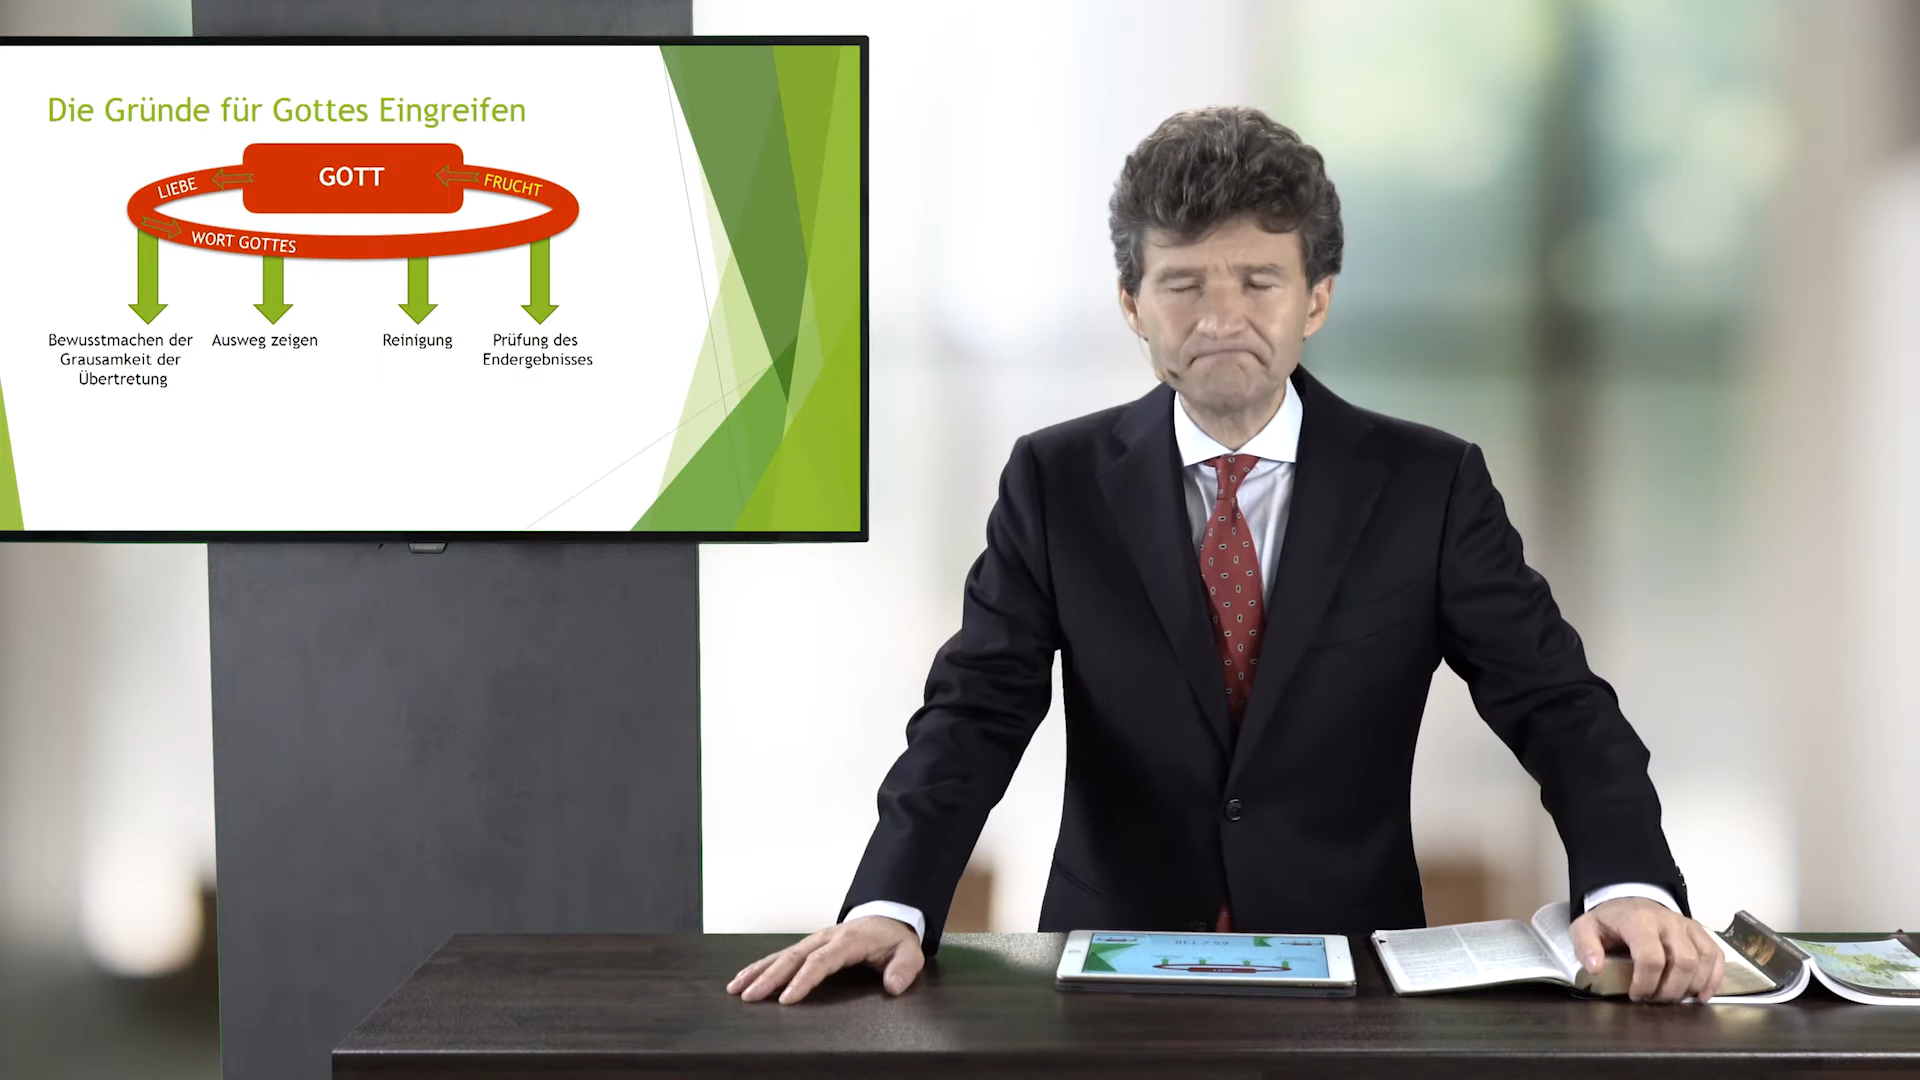 Die Gründe für Gottes Eingreifen
GOTT
LIEBE
FRUCHT
WORT GOTTES
Bewusstmachen der
Grausamkeit der
Übertretung
Ausweg zeigen
Reinigung
Prüfung des
Endergebnisses